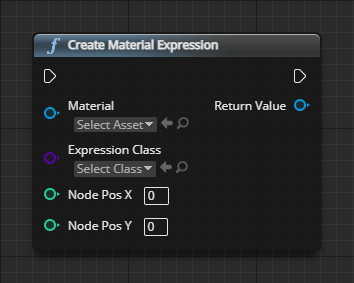 f Create Material Expression
Material Return Value
Select Asset
Expression Class
Select Class
Node Pos X 0
Node Pos Y 0